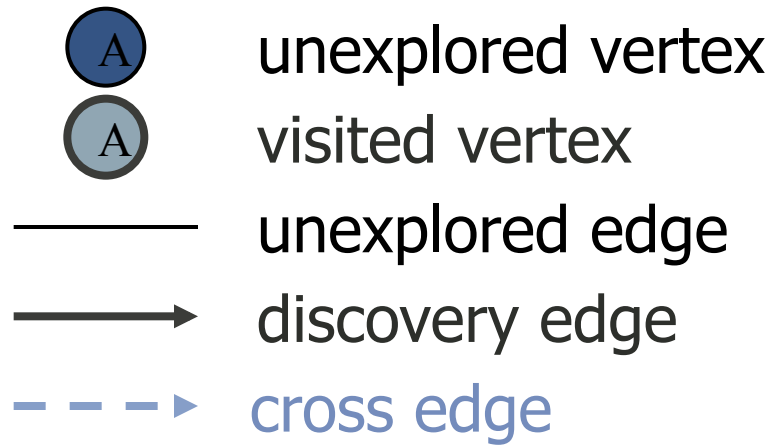 A unexplored vertex
A visited vertex
unexplored edge
discovery edge
cross edge